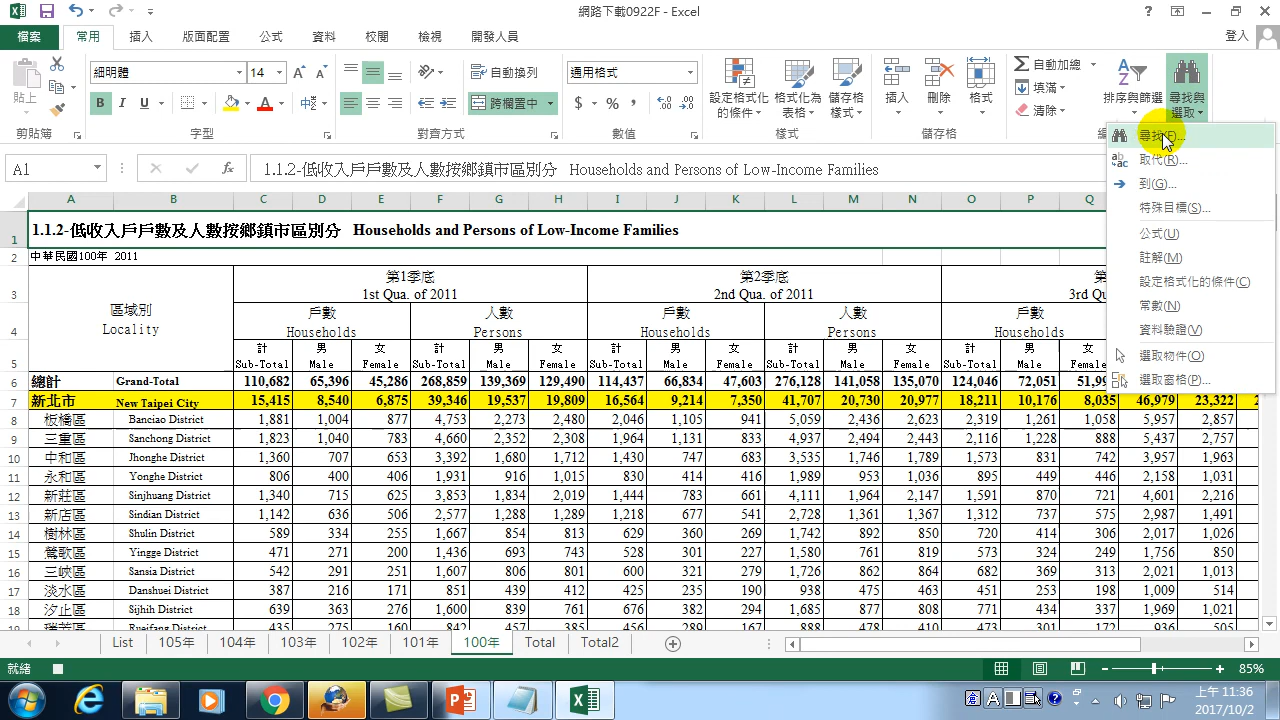 網路下載0922F - Excel
檔案 常用 插入 版面配置 公式 資料 校閱 檢視 開發人員 登入
貼上 細明體 14 自動換列 通用格式 設定格式化的條件 格式化為表格 儲存格樣式 插入 刪除 格式 自動加總 填滿 清除 排序與篩選 尋找與選取
B I U 跨欄置中 $ % ,
剪貼簿 字型 對齊方式 數值 樣式 儲存格
尋找(F)...
取代(R)...
到(G)...
特殊目標(S)...
公式(U)
註解(M)
設定格式化的條件(C)
常數(N)
資料驗證(V)
選取物件(O)
選取窗格(P)...
A1 fx 1.1.2-低收入戶戶數及人數按鄉鎮市區別分 Households and Persons of Low-Income Families
A B C D E F G H I J K L M N O P Q
1 1.1.2-低收入戶戶數及人數按鄉鎮市區別分 Households and Persons of Low-Income Families
2 中華民國100年 2011
3 區域別 Locality 第1季底 1st Qua. of 2011 第2季底 2nd Qua. of 2011 3rd Qu
4 戶數 Households 人數 Persons 戶數 Households 人數 Persons 戶數 Households
5 計 Sub-Total 男 Male 女 Female 計 Sub-Total 男 Male 女 Female 計 Sub-Total 男 Male 女 Female 計 Sub-Total 男 Male 女 Female 計 Sub-Total 男 Male 女 Female
6 總計 Grand-Total 110,682 65,396 45,286 268,859 139,369 129,490 114,437 66,834 47,603 276,128 141,058 135,070 124,046 72,051 51,99
7 新北市 New Taipei City 15,415 8,540 6,875 39,346 19,537 19,809 16,564 9,214 7,350 41,707 20,730 20,977 18,211 10,176 8,035 46,979 23,322 2
8 板橋區 Banciao District 1,881 1,004 877 4,753 2,273 2,480 2,046 1,105 941 5,059 2,436 2,623 2,319 1,261 1,058 5,957 2,857
9 三重區 Sanchong District 1,823 1,040 783 4,660 2,352 2,308 1,964 1,131 833 4,937 2,494 2,443 2,116 1,228 888 5,437 2,757
10 中和區 Jhonghe District 1,360 707 653 3,392 1,680 1,712 1,430 747 683 3,535 1,746 1,789 1,573 831 742 3,957 1,963
11 永和區 Yonghe District 806 400 406 1,931 916 1,015 830 414 416 1,989 953 1,036 895 449 446 2,158 1,031
12 新莊區 Sinjhuang District 1,340 715 625 3,853 1,834 2,019 1,444 783 661 4,111 1,964 2,147 1,591 870 721 4,601 2,216
13 新店區 Sindian District 1,142 636 506 2,577 1,288 1,289 1,218 677 541 2,728 1,361 1,367 1,312 737 575 2,987 1,491
14 樹林區 Shulin District 589 334 255 1,667 854 813 629 360 269 1,742 892 850 720 414 306 2,017 1,026
15 鶯歌區 Yingge District 471 271 200 1,436 693 743 528 301 227 1,580 761 819 573 324 249 1,756 850
16 三峽區 Sansia District 542 291 251 1,607 806 801 600 321 279 1,726 862 864 682 369 313 2,021 1,013
17 淡水區 Danshuei District 387 216 171 851 439 412 425 235 190 938 475 463 451 253 198 1,009 514
18 汐止區 Sijhih District 639 363 276 1,600 839 761 676 382 294 1,685 877 808 771 434 337 1,969 1,021
19 瑞芳區 Rueifang District 435 275 160 842 457 385 456 289 167 888 478 410 473 301 172 936 505
List 105年 104年 103年 102年 101年 100年 Total Total2
就緒 85%
上午 11:36
2017/10/2